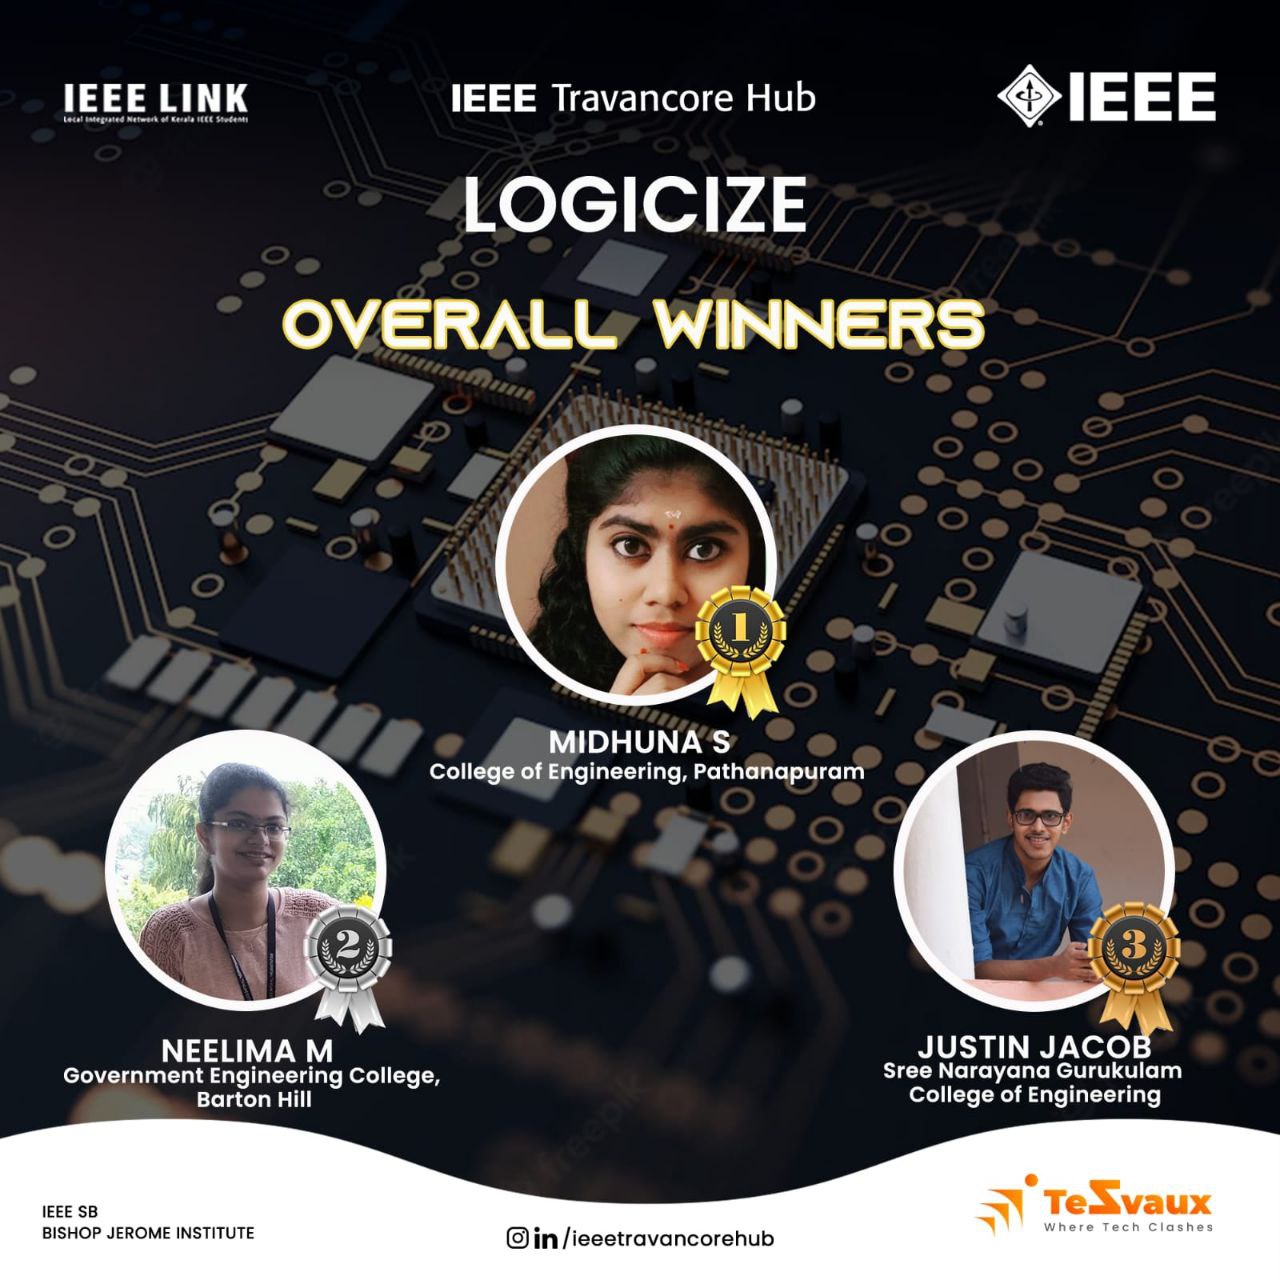 IEEE LINK
Local Integrated Network of Kerala IEEE Students
IEEE Travancore Hub
IEEE
LOGICIZE
OVERALL WINNERS
1
MIDHUNA S
College of Engineering, Pathanapuram
2
NEELIMA M
Government Engineering College,
Barton Hill
3
JUSTIN JACOB
Sree Narayana Gurukulam
College of Engineering
IEEE SB
BISHOP JEROME INSTITUTE
in /ieeetravancorehub
TeSvaux
Where Tech Clashes